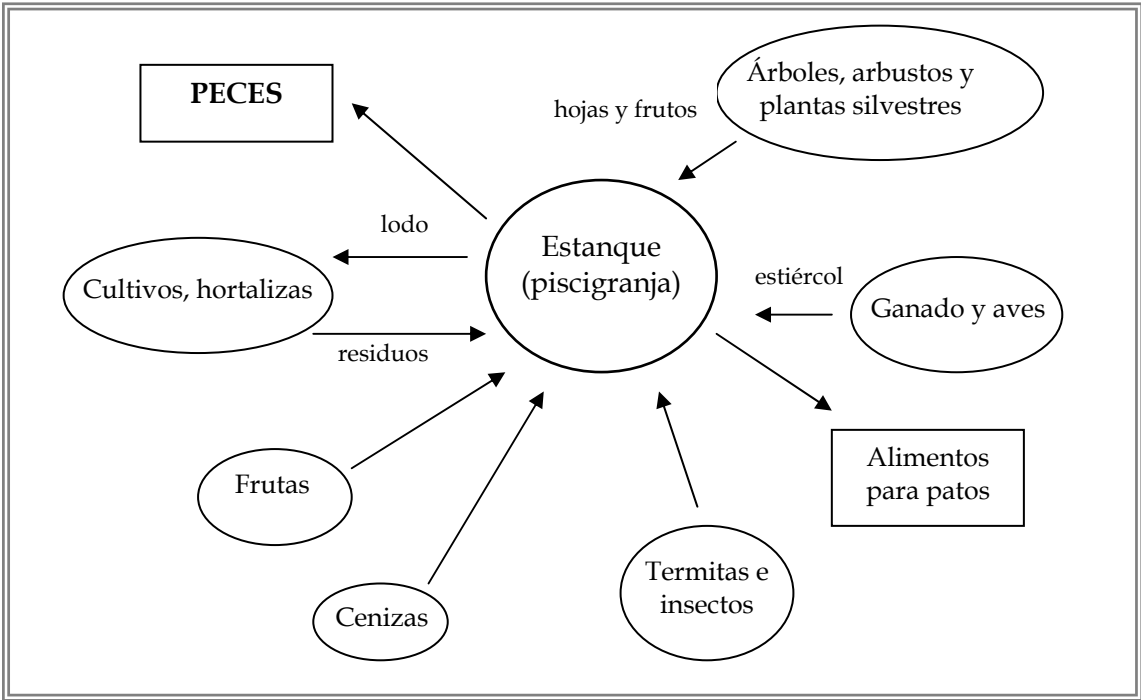 PECES
Árboles, arbustos y
plantas silvestres
hojas y frutos
lodo
Estanque
(piscigranja)
Cultivos, hortalizas
estiércol
Ganado y aves
residuos
Alimentos
para patos
Frutas
Termitas e
insectos
Cenizas